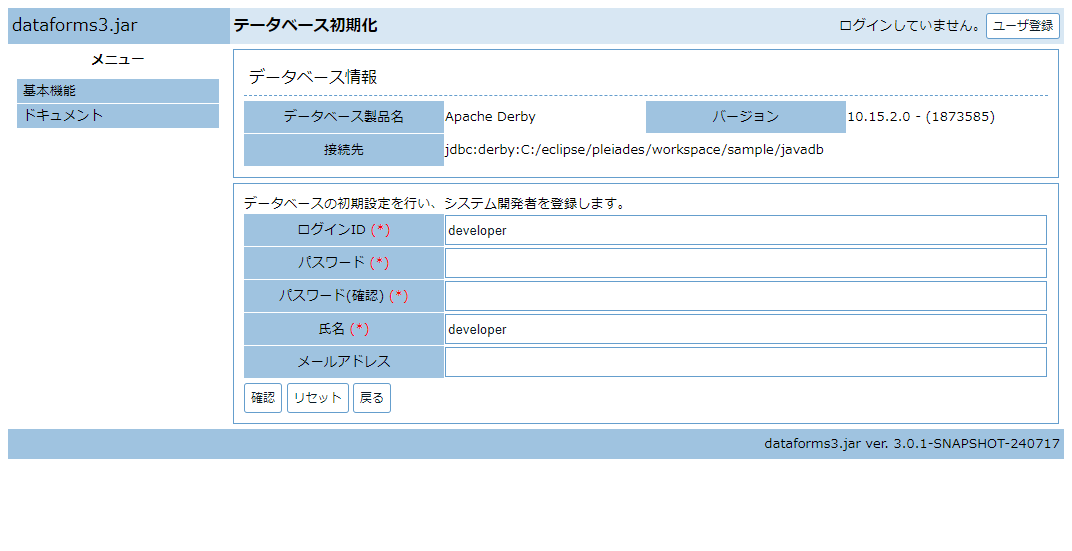 dataforms3.jar
データベース初期化
ログインしていません。 ユーザ登録
メニュー
基本機能
ドキュメント
データベース情報
データベース製品名 Apache Derby バージョン 10.15.2.0 - (1873585)
接続先 jdbc:derby:C:/eclipse/pleiades/workspace/sample/javadb
データベースの初期設定を行い、システム開発者を登録します。
ログインID (*) developer
パスワード (*)
パスワード(確認) (*)
氏名 (*) developer
メールアドレス
確認 リセット 戻る
dataforms3.jar ver. 3.0.1-SNAPSHOT-240717